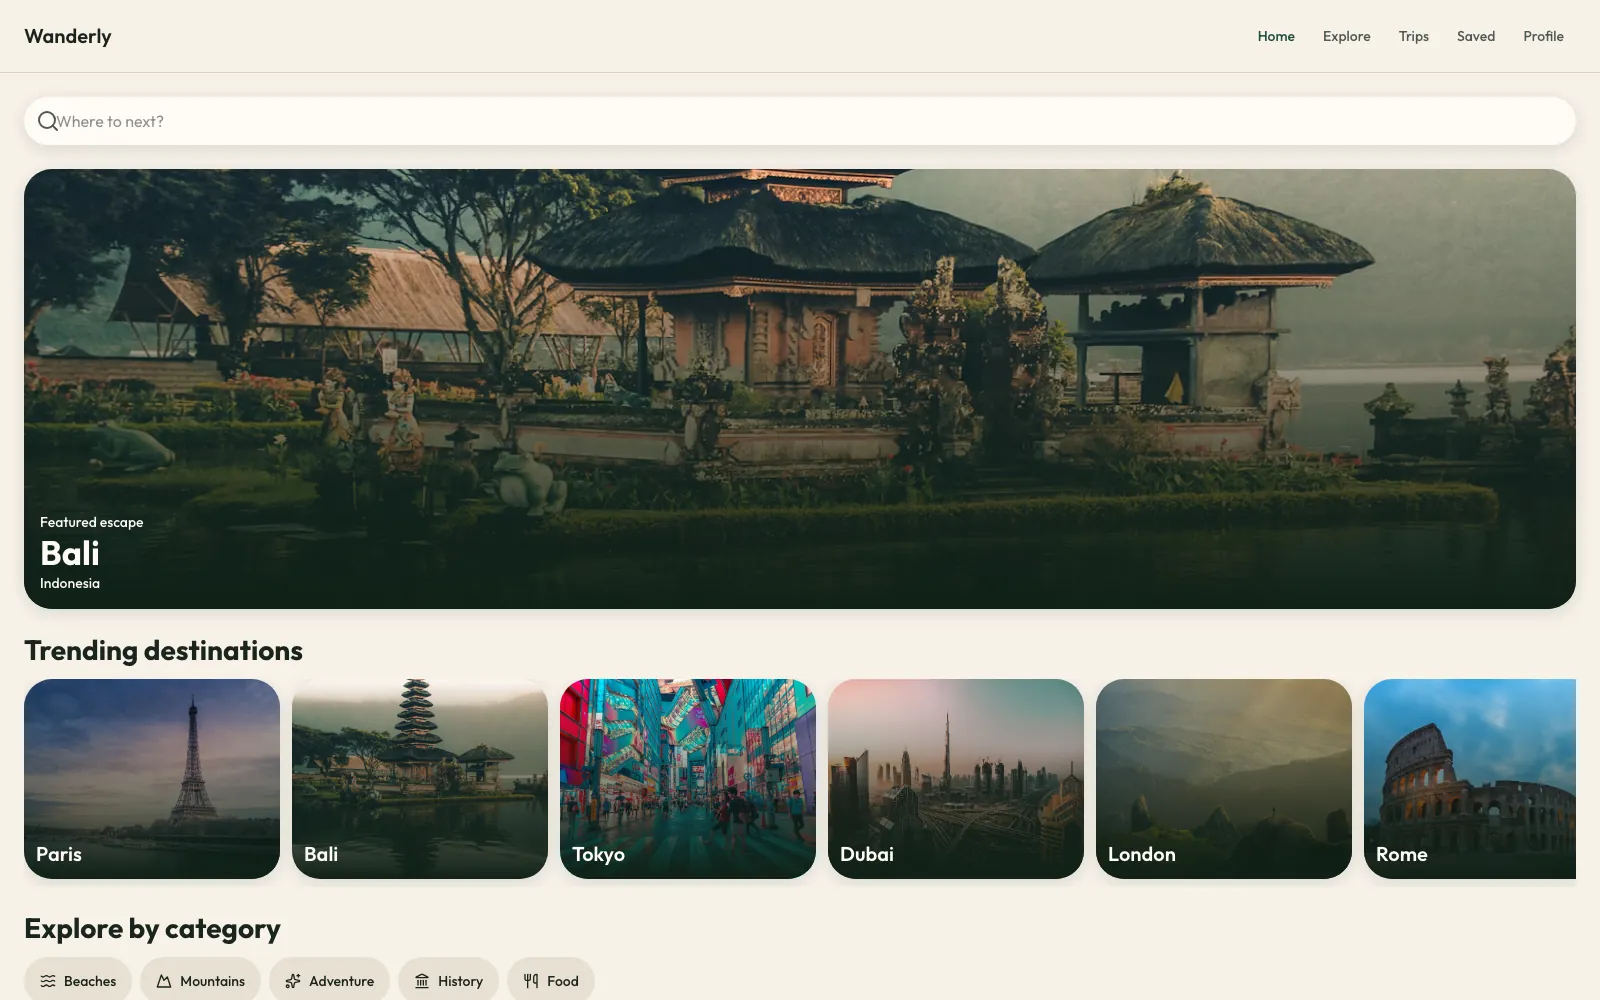 Wanderly
Home Explore Trips Saved Profile
Where to next?
Featured escape
Bali
Indonesia
Trending destinations
Paris
Bali
Tokyo
Dubai
London
Rome
Explore by category
Beaches Mountains Adventure History Food